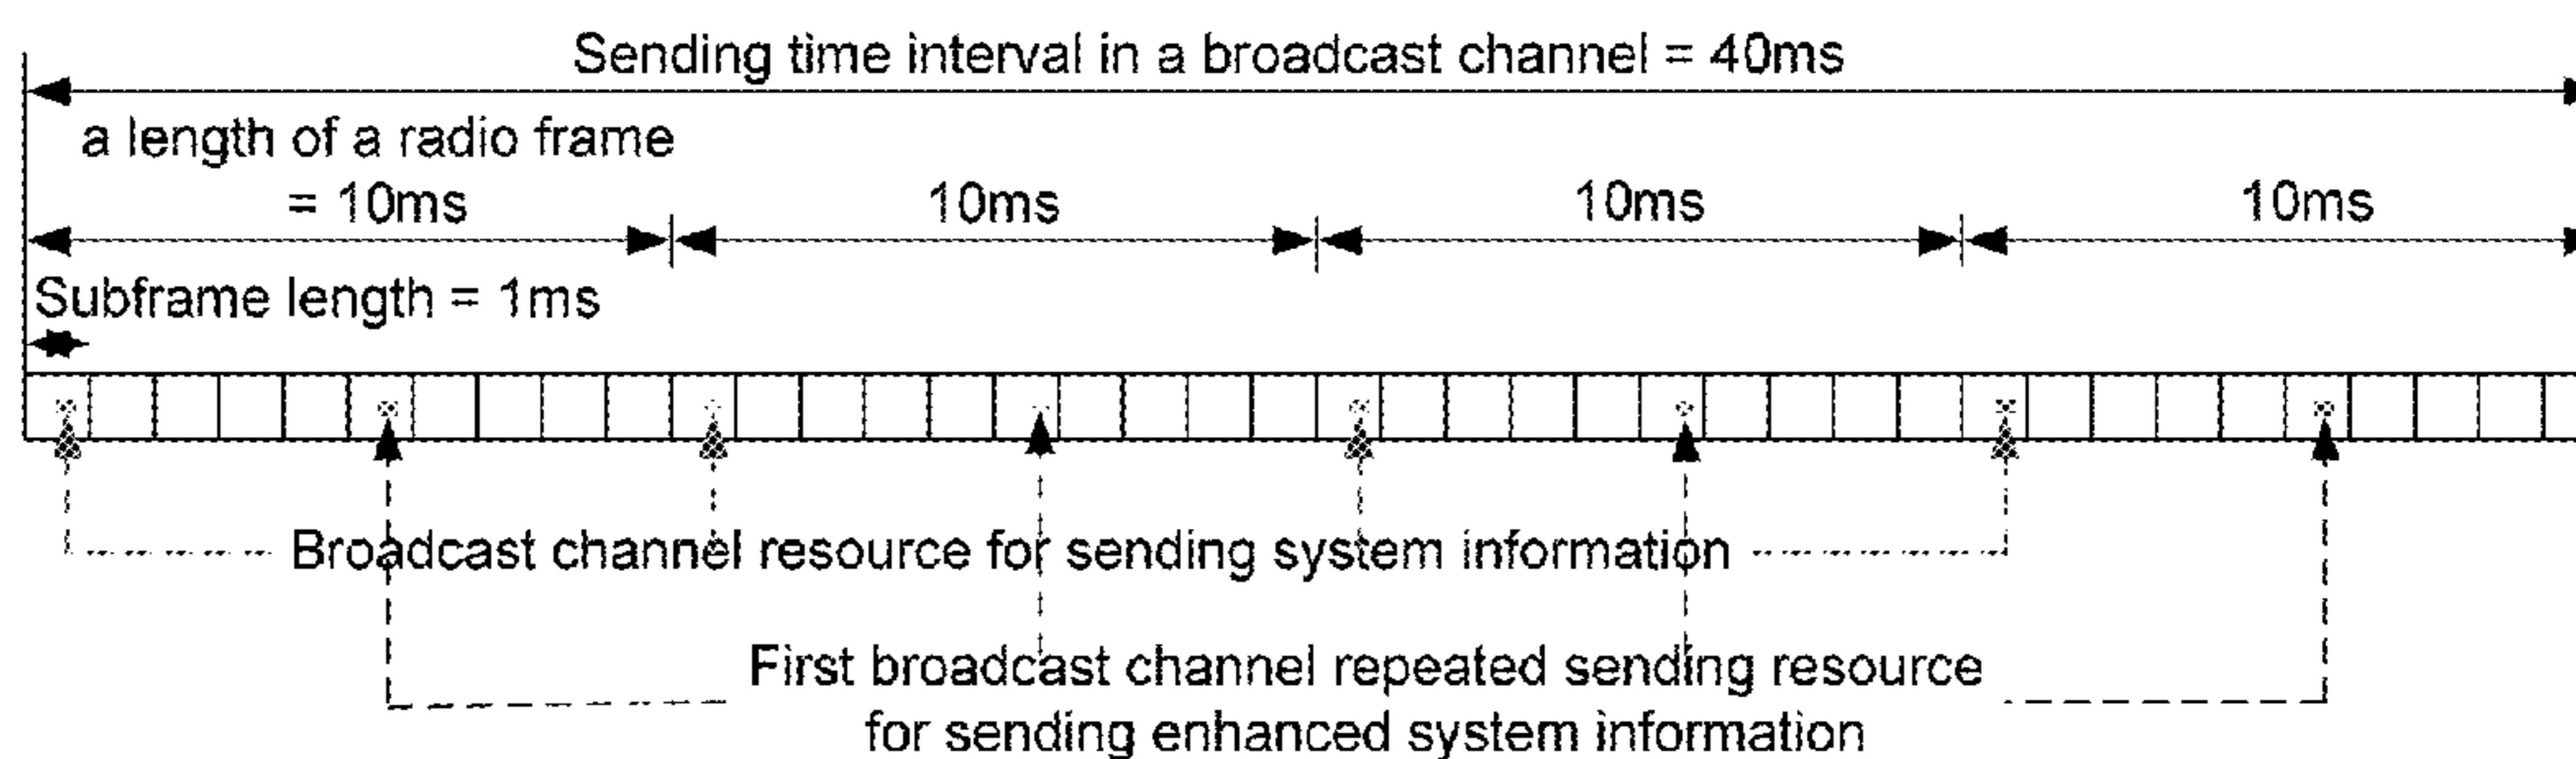 Sending time interval in a broadcast channel = 40ms
a length of a radio frame
= 10ms
10ms
10ms
10ms
Subframe length = 1ms
Broadcast channel resource for sending system information
First broadcast channel repeated sending resource
for sending enhanced system information